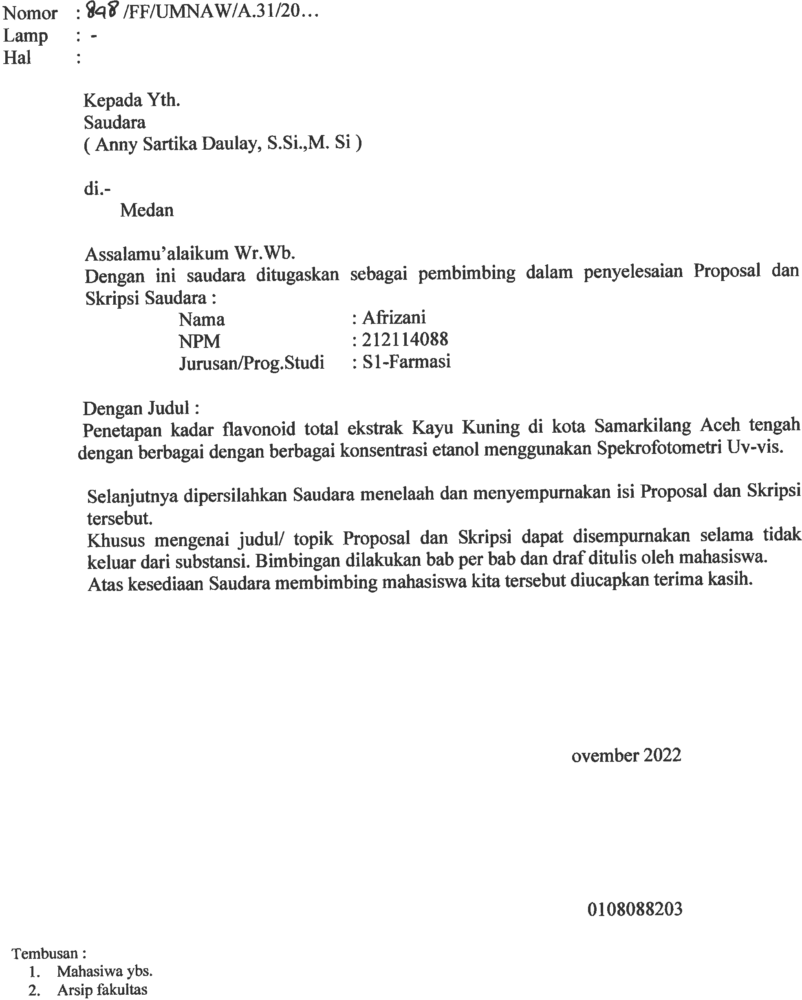 Nomor : 898 /FF/UMNAW/A.31/20...
Lamp : -
Hal :
Kepada Yth.
Saudara
( Anny Sartika Daulay, S.Si.,M. Si )
di.-
Medan
Assalamu’alaikum Wr.Wb.
Dengan ini saudara ditugaskan sebagai pembimbing dalam penyelesaian Proposal dan
Skripsi Saudara :
Nama : Afrizani
NPM : 212114088
Jurusan/Prog.Studi : S1-Farmasi
Dengan Judul :
Penetapan kadar flavonoid total ekstrak Kayu Kuning di kota Samarkilang Aceh tengah
dengan berbagai dengan berbagai konsentrasi etanol menggunakan Spekrofotometri Uv-vis.
Selanjutnya dipersilahkan Saudara menelaah dan menyempurnakan isi Proposal dan Skripsi
tersebut.
Khusus mengenai judul/ topik Proposal dan Skripsi dapat disempurnakan selama tidak
keluar dari substansi. Bimbingan dilakukan bab per bab dan draf ditulis oleh mahasiswa.
Atas kesediaan Saudara membimbing mahasiswa kita tersebut diucapkan terima kasih.
ovember 2022
0108088203
Tembusan :
1. Mahasiwa ybs.
2. Arsip fakultas